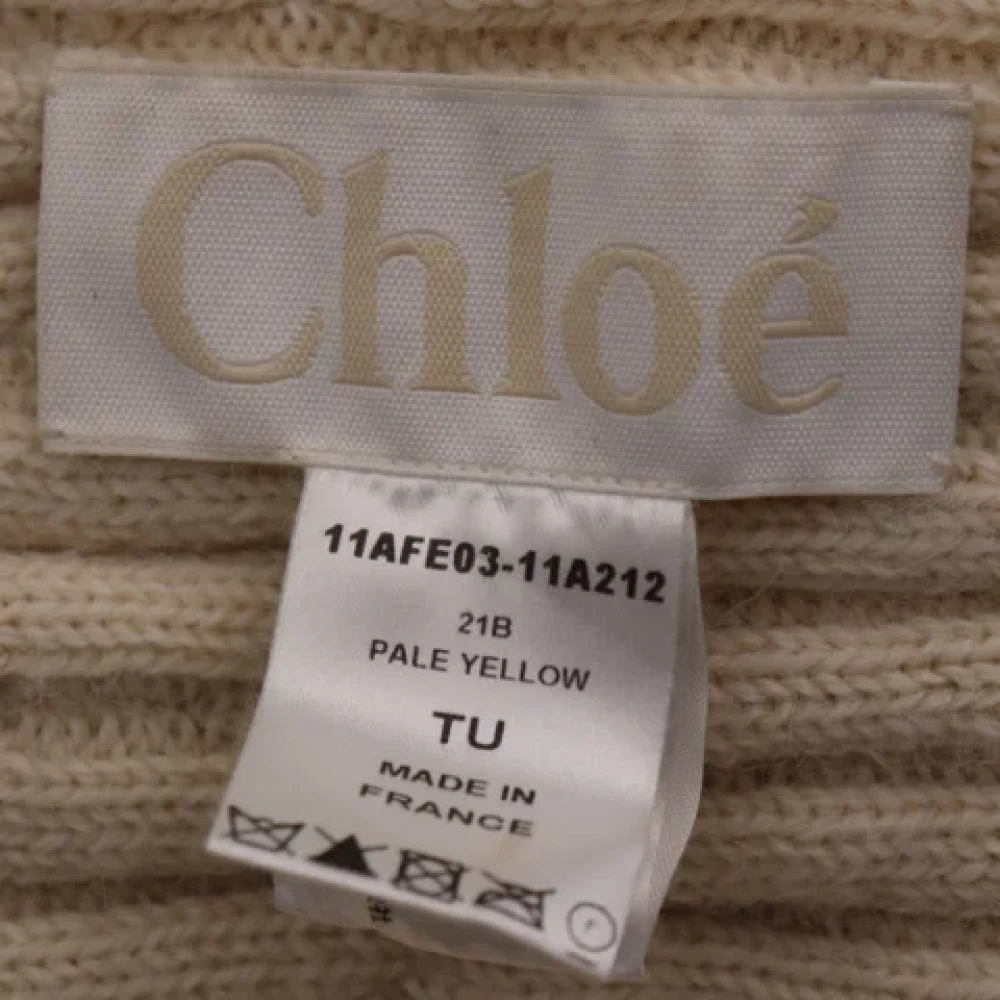 Chloé
11AFE03-11A212
21B
PALE YELLOW
TU
MADE IN
FRANCE
F